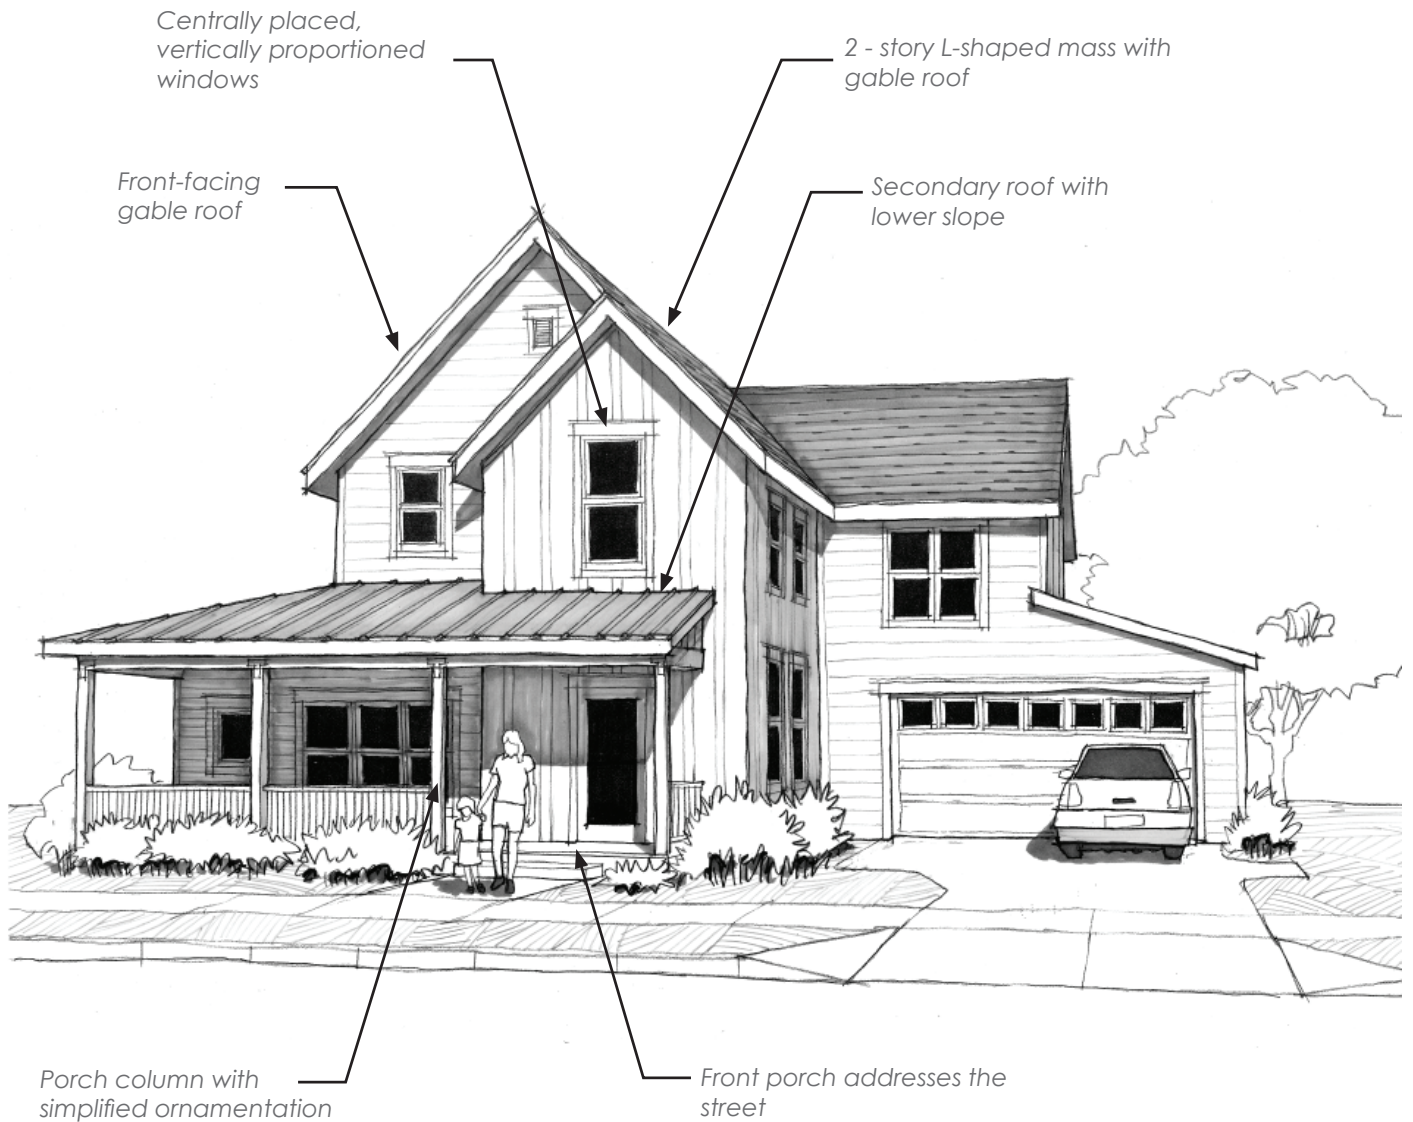 Centrally placed,
vertically proportioned
windows
2 - story L-shaped mass with
gable roof
Front-facing
gable roof
Secondary roof with
lower slope
Porch column with
simplified ornamentation
Front porch addresses the
street